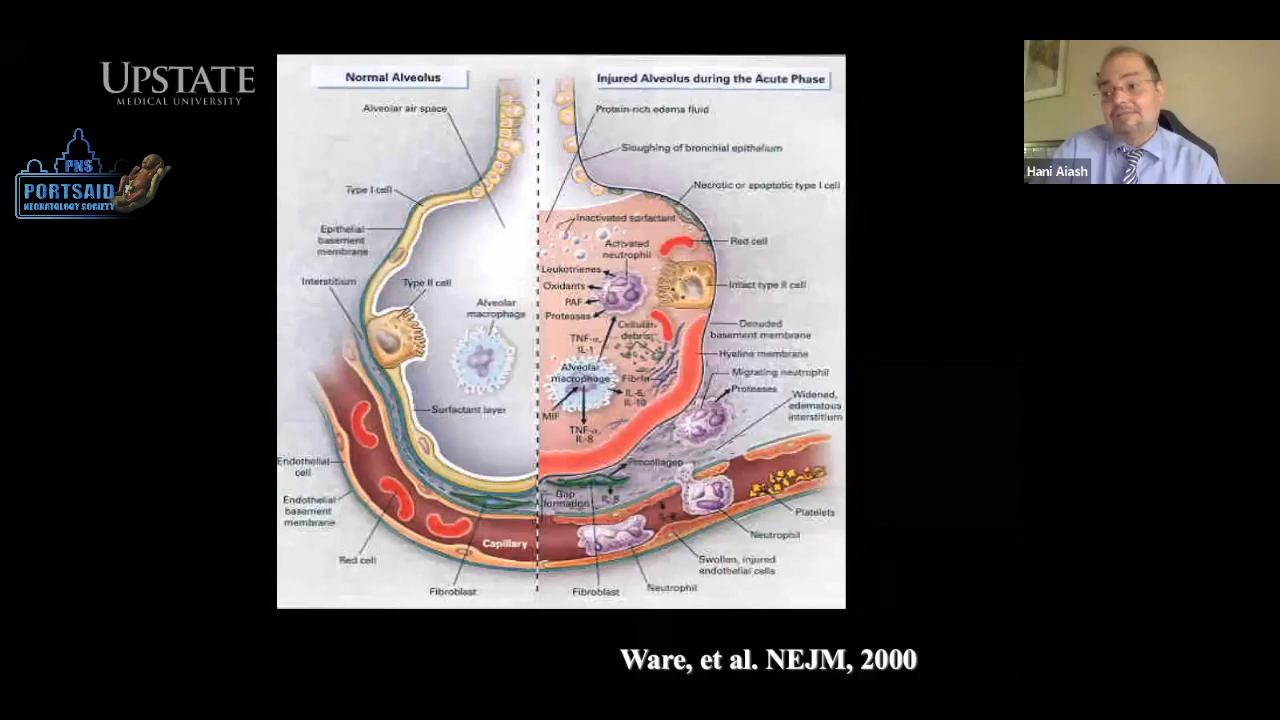 UPSTATE
MEDICAL UNIVERSITY
PNS
PORTSAID
NEONATOLOGY SOCIETY
Hani Aiash
Normal Alveolus
Injured Alveolus during the Acute Phase
Alveolar air space
Protein-rich edema fluid
Sloughing of bronchial epithelium
Type I cell
Necrotic or apoptotic type I cell
Inactivated surfactant
Epithelial
basement
membrane
Activated
neutrophil
Red cell
Leukotrienes
Oxidants
PAF
Proteases
Intact type II cell
Interstitium
Type II cell
Alveolar
macrophage
Cellular
debris
TNF-α,
IL-1
Denuded
basement membrane
Hyaline membrane
Alveolar
macrophage
Fibrin
Migrating neutrophil
Proteases
IL-6,
IL-10
Widened,
edematous
interstitium
MIF
Surfactant layer
TNF-α,
IL-8
Procollagen
Endothelial
cell
Gap
formation
IL-8
IL-8
Endothelial
basement
membrane
Platelets
Capillary
Neutrophil
Red cell
Swollen, injured
endothelial cells
Fibroblast
Fibroblast
Neutrophil
Ware, et al. NEJM, 2000